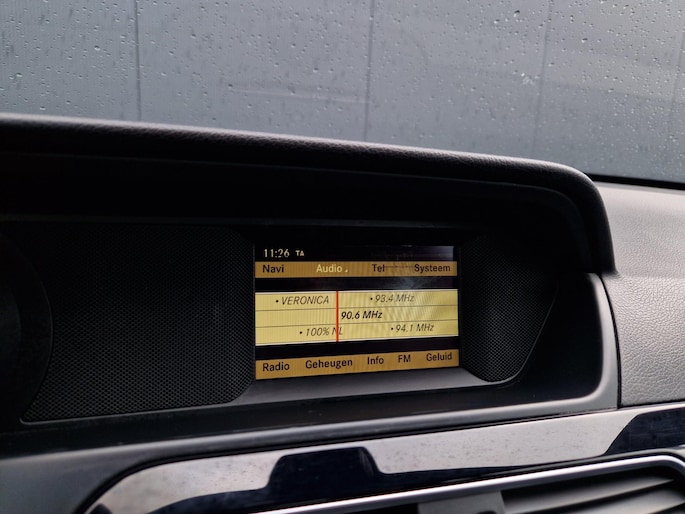 11:26 TA
Navi Audio♪ Tel Systeem
• VERONICA • 93.4 MHz
90.6 MHz
• 100% NL • 94.1 MHz
Radio Geheugen Info FM Geluid